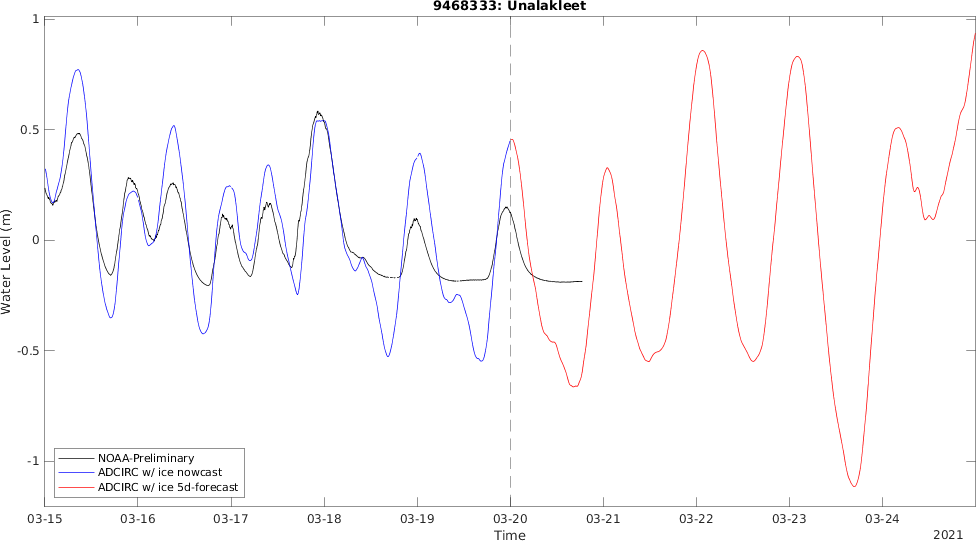 9468333: Unalakleet
1
0.5
0
-0.5
-1
Water Level (m)
NOAA-Preliminary
ADCIRC w/ ice nowcast
ADCIRC w/ ice 5d-forecast
03-15 03-16 03-17 03-18 03-19 03-20 03-21 03-22 03-23 03-24
Time
2021